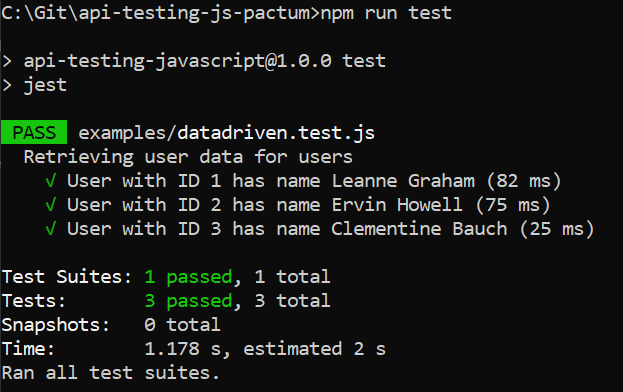 C:\Git\api-testing-js-pactum>npm run test
> api-testing-javascript@1.0.0 test
> jest
PASS examples/datadriven.test.js
Retrieving user data for users
√ User with ID 1 has name Leanne Graham (82 ms)
√ User with ID 2 has name Ervin Howell (75 ms)
√ User with ID 3 has name Clementine Bauch (25 ms)
Test Suites: 1 passed, 1 total
Tests: 3 passed, 3 total
Snapshots: 0 total
Time: 1.178 s, estimated 2 s
Ran all test suites.